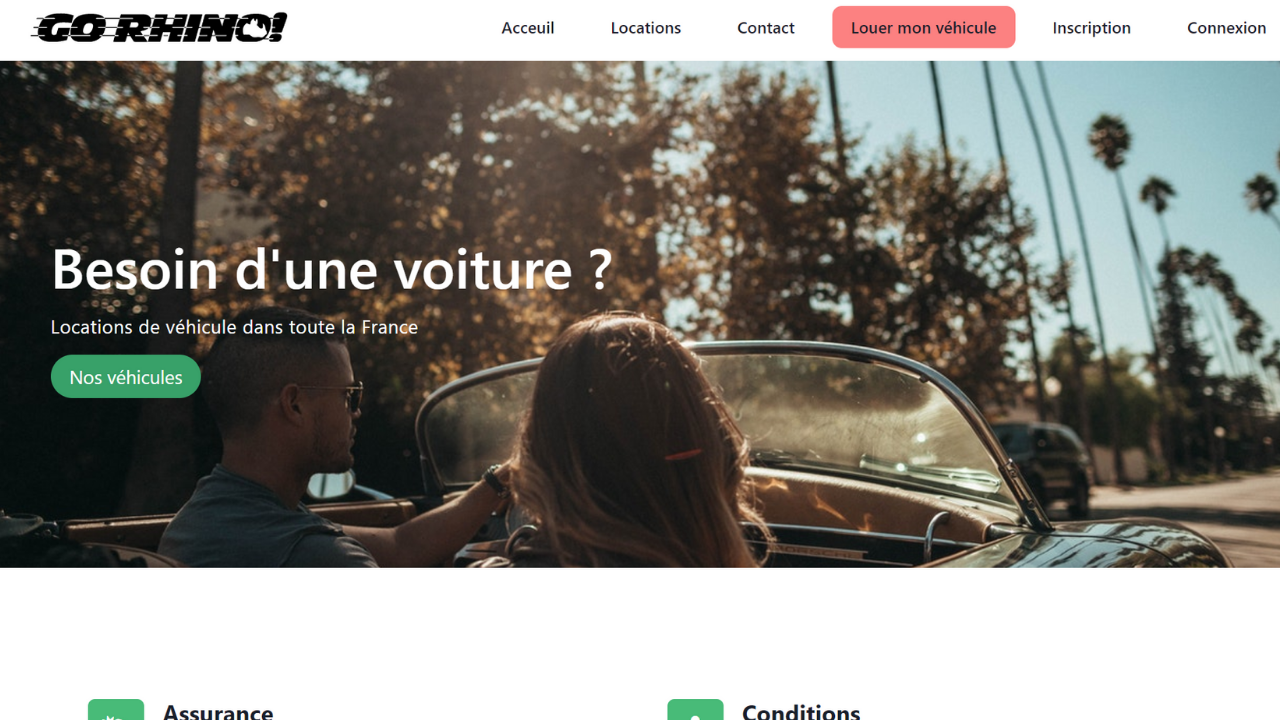 GO RHINO!
Acceuil
Locations
Contact
Louer mon véhicule
Inscription
Connexion
Besoin d'une voiture ?
Locations de véhicule dans toute la France
Nos véhicules
Assurance
Conditions